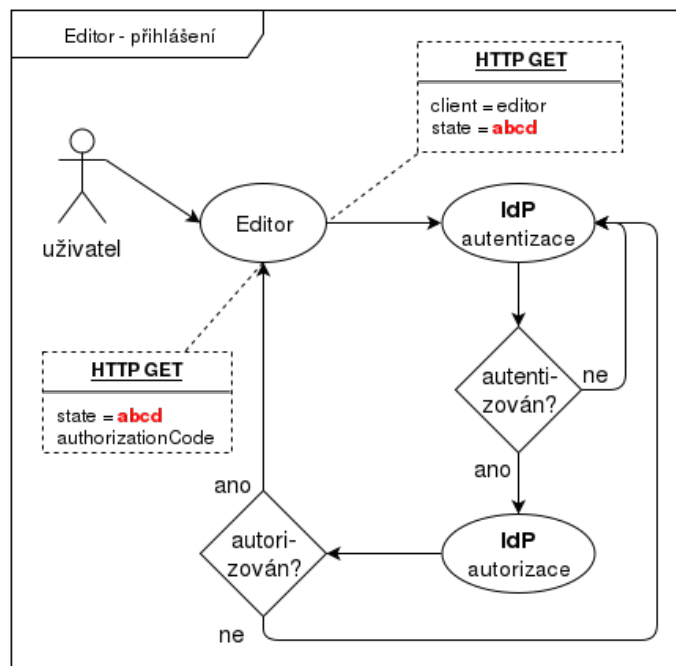 Editor - přihlášení
HTTP GET
client = editor
state = abcd
uživatel
Editor
IdP
autentizace
HTTP GET
state = abcd
authorizationCode
autenti-
zován?
ne
ano
ano
autori-
zován?
IdP
autorizace
ne